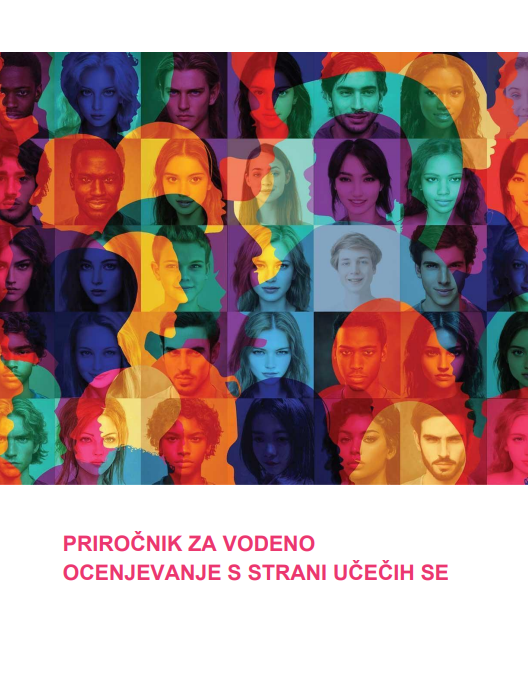 PRIROČNIK ZA VODENO
OCENJEVANJE S STRANI UČEČIH SE